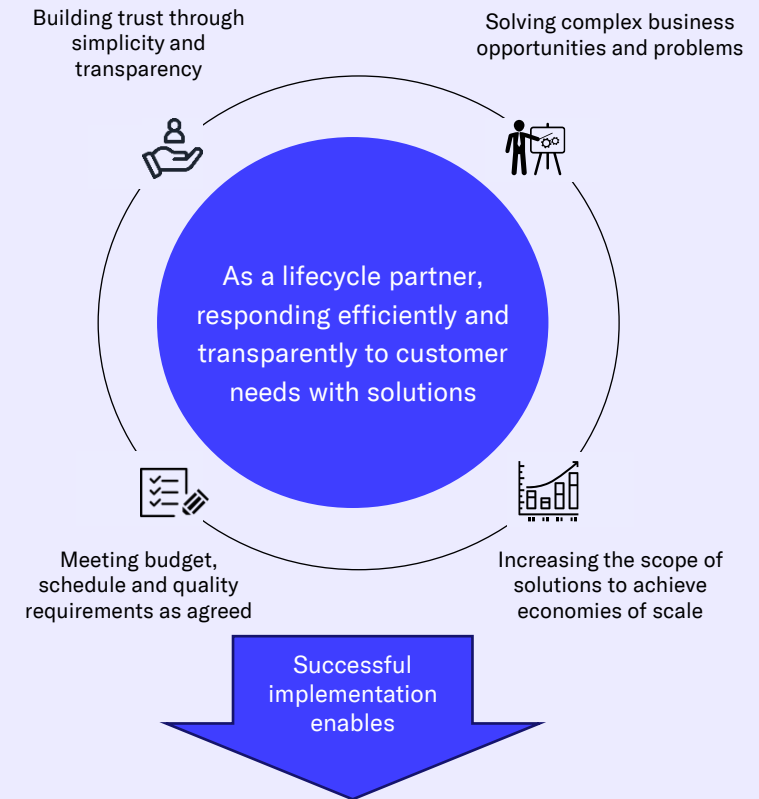 Building trust through
simplicity and
transparency
Solving complex business
opportunities and problems
As a lifecycle partner,
responding efficiently and
transparently to customer
needs with solutions
Meeting budget,
schedule and quality
requirements as agreed
Increasing the scope of
solutions to achieve
economies of scale
Successful
implementation
enables